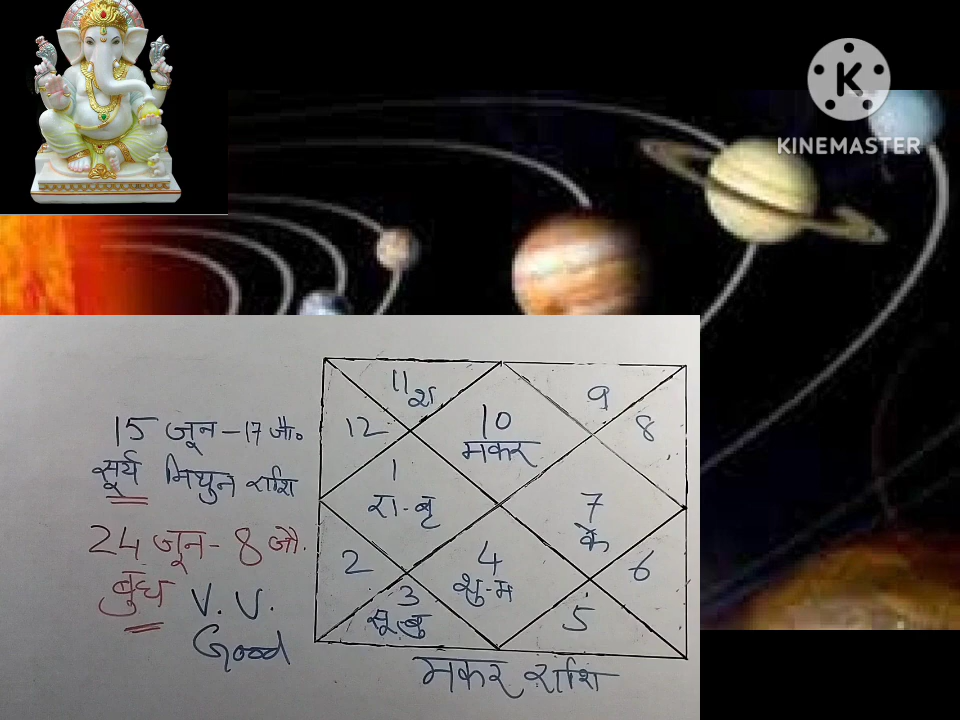 KINEMASTER
15 जून - 17 जौ०
सूर्य मिथुन राशि
24 जून - 8 जौ.
बुध V. V.
Good
11 श
9
12
10
मकर
8
1
रा - बृ
7
के
2
4
शु - म
6
3
सू. बु
5
मकर राशि